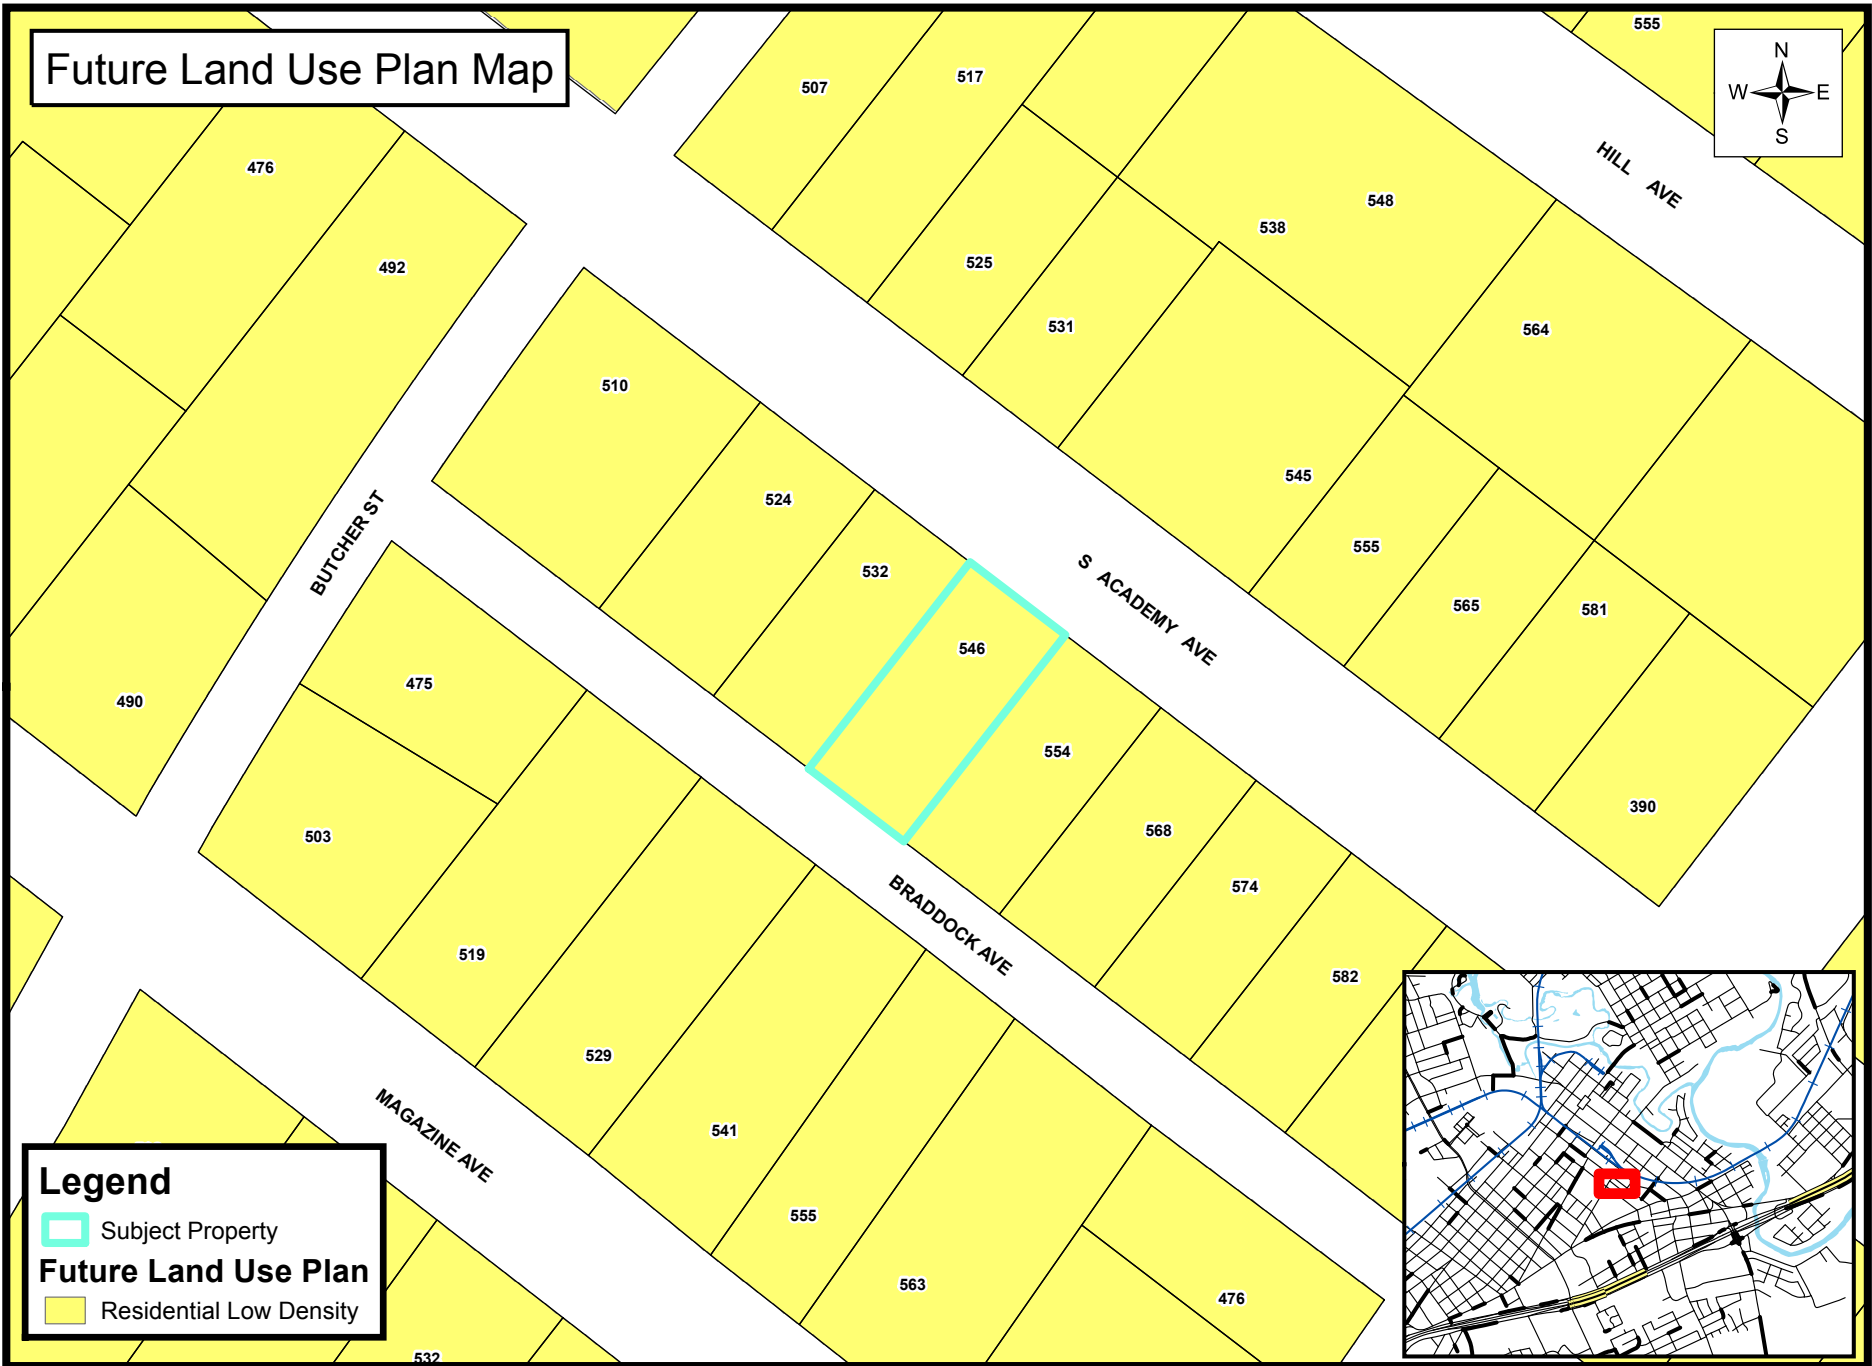 Future Land Use Plan Map
555
N
W E
S
507
517
HILL AVE
476
548
538
492
525
531
564
510
545
524
555
BUTCHER ST
532
S ACADEMY AVE
565
581
546
475
490
554
390
503
568
574
BRADDOCK AVE
519
582
529
MAGAZINE AVE
541
555
563
476
532
Legend
Subject Property
Future Land Use Plan
Residential Low Density